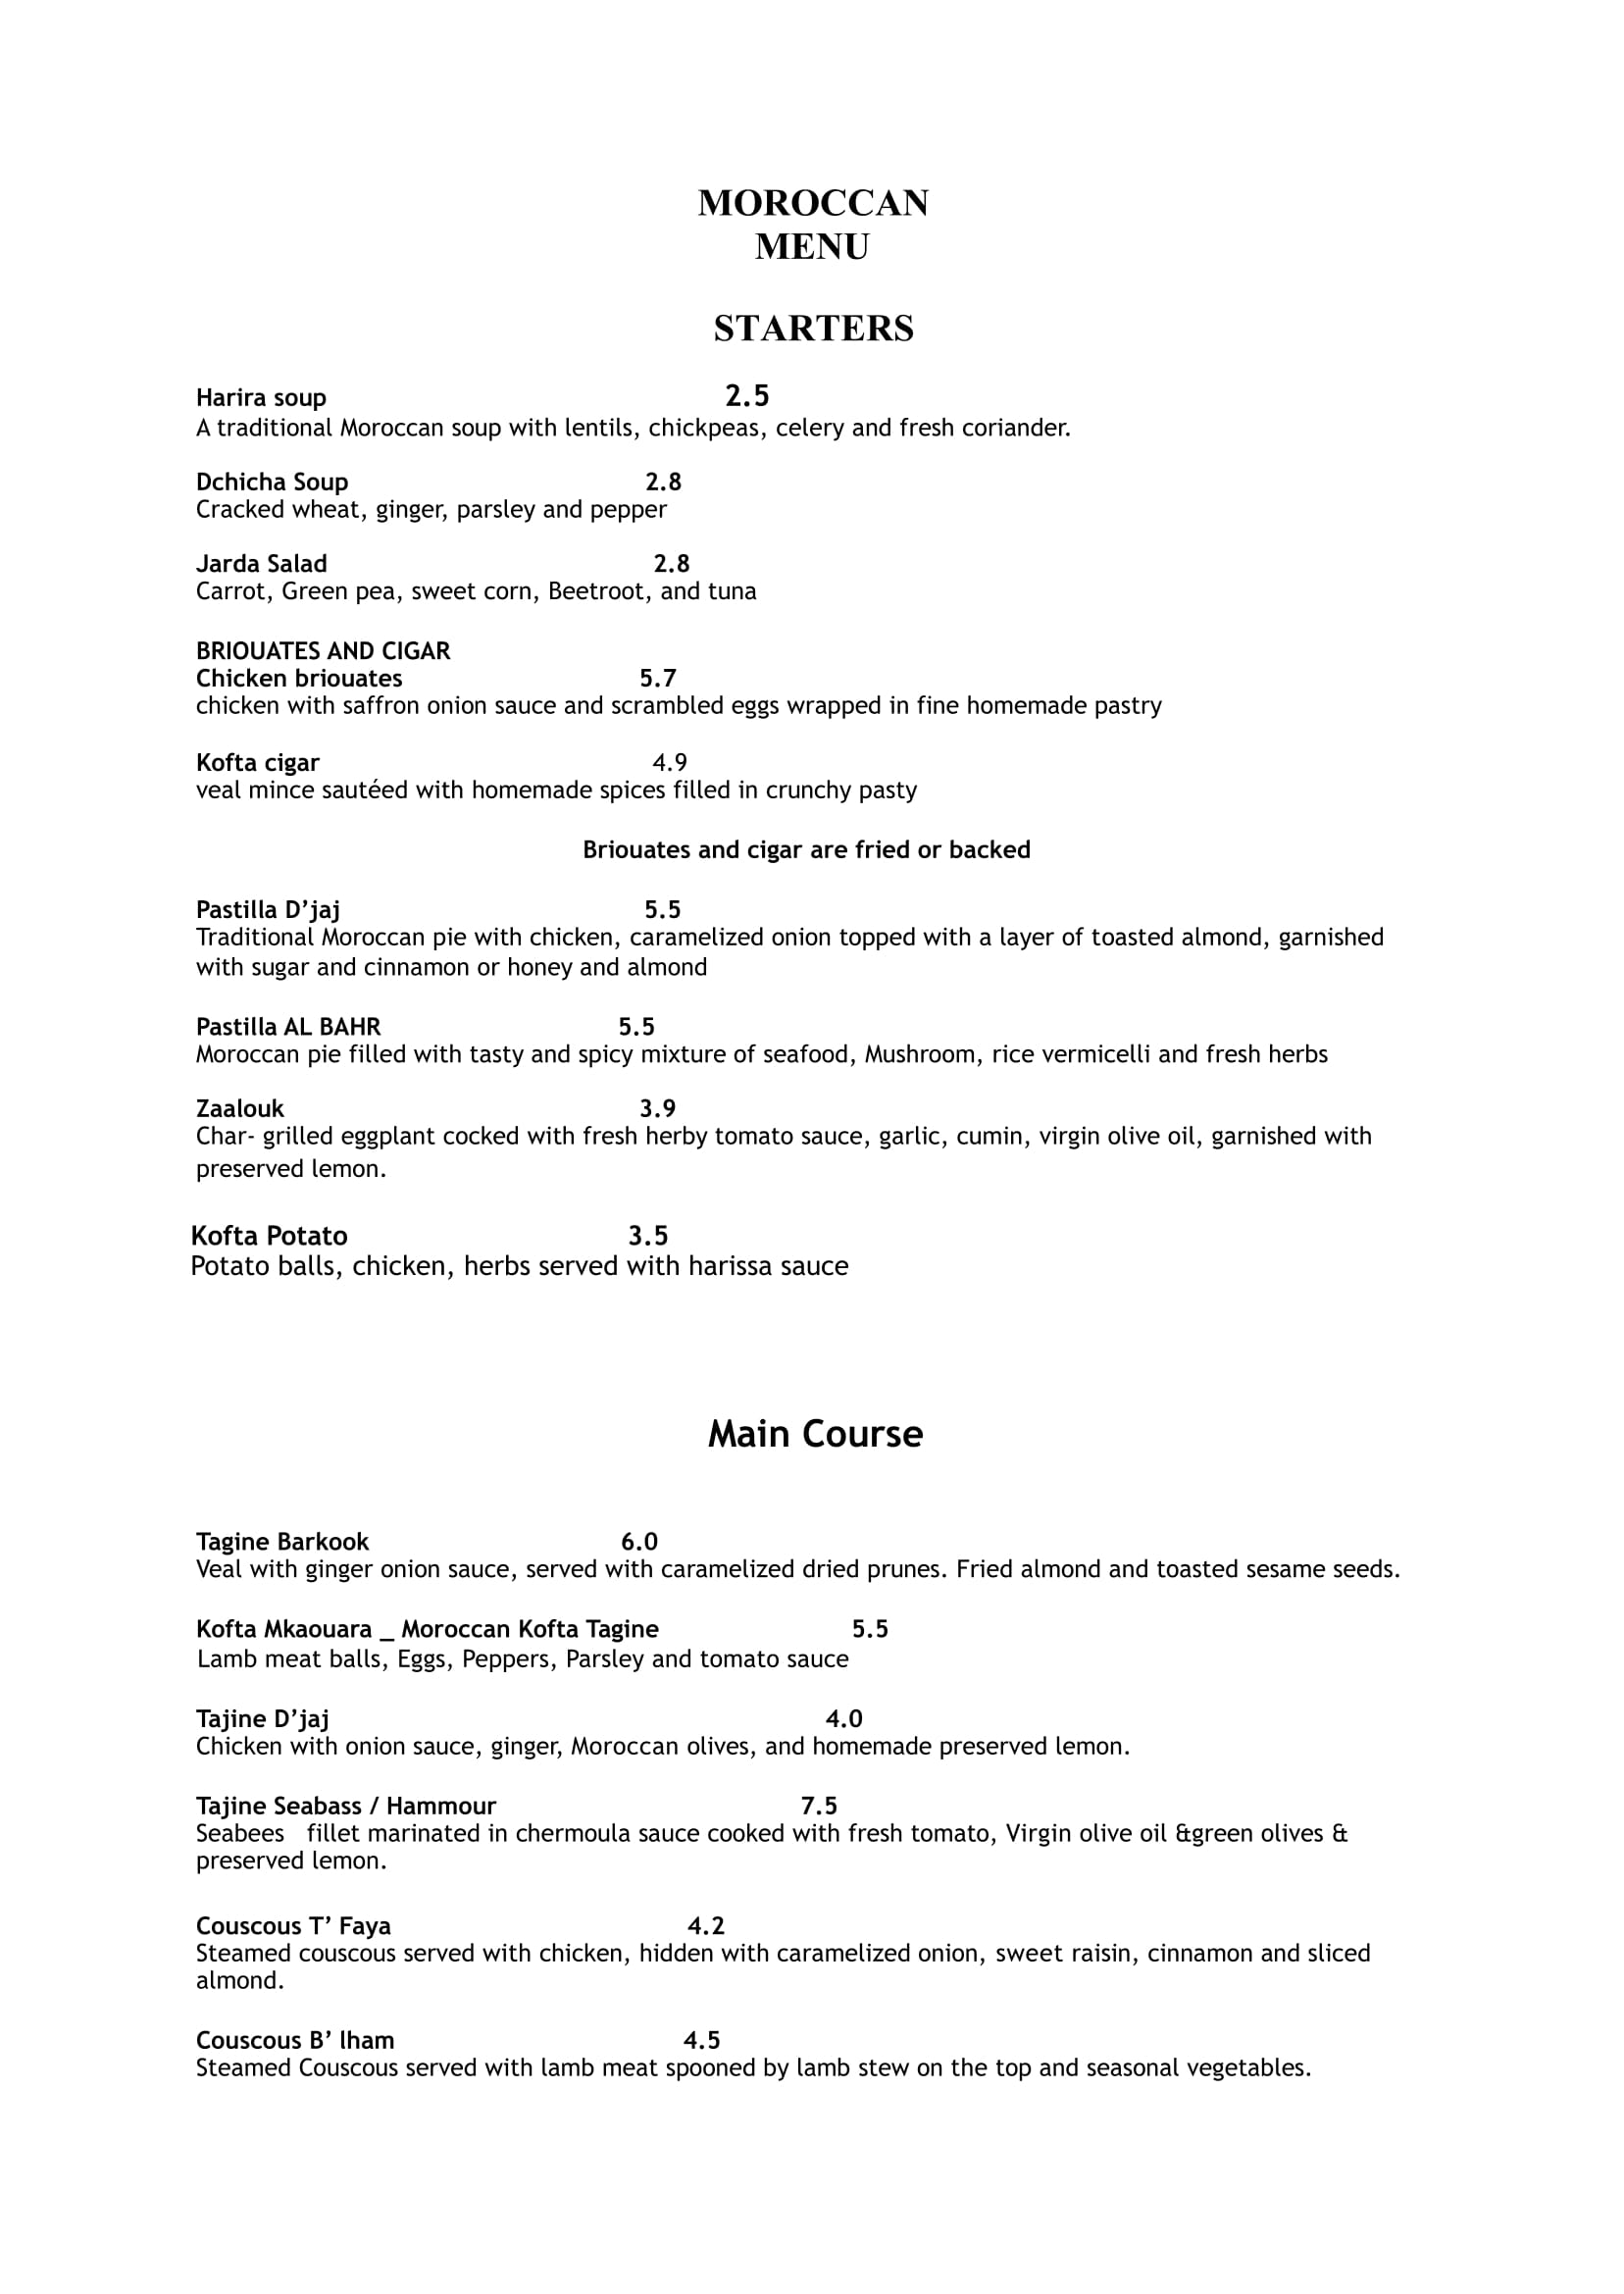 MOROCCAN
MENU
STARTERS
Harira soup 2.5
A traditional Moroccan soup with lentils, chickpeas, celery and fresh coriander.
Dchicha Soup 2.8
Cracked wheat, ginger, parsley and pepper
Jarda Salad 2.8
Carrot, Green pea, sweet corn, Beetroot, and tuna
BRIOUATES AND CIGAR
Chicken briouates 5.7
chicken with saffron onion sauce and scrambled eggs wrapped in fine homemade pastry
Kofta cigar 4.9
veal mince sautéed with homemade spices filled in crunchy pasty
Briouates and cigar are fried or backed
Pastilla D’jaj 5.5
Traditional Moroccan pie with chicken, caramelized onion topped with a layer of toasted almond, garnished
with sugar and cinnamon or honey and almond
Pastilla AL BAHR 5.5
Moroccan pie filled with tasty and spicy mixture of seafood, Mushroom, rice vermicelli and fresh herbs
Zaalouk 3.9
Char- grilled eggplant cocked with fresh herby tomato sauce, garlic, cumin, virgin olive oil, garnished with
preserved lemon.
Kofta Potato 3.5
Potato balls, chicken, herbs served with harissa sauce
Main Course
Tagine Barkook 6.0
Veal with ginger onion sauce, served with caramelized dried prunes. Fried almond and toasted sesame seeds.
Kofta Mkaouara _ Moroccan Kofta Tagine 5.5
Lamb meat balls, Eggs, Peppers, Parsley and tomato sauce
Tajine D’jaj 4.0
Chicken with onion sauce, ginger, Moroccan olives, and homemade preserved lemon.
Tajine Seabass / Hammour 7.5
Seabees fillet marinated in chermoula sauce cooked with fresh tomato, Virgin olive oil &green olives &
preserved lemon.
Couscous T’ Faya 4.2
Steamed couscous served with chicken, hidden with caramelized onion, sweet raisin, cinnamon and sliced
almond.
Couscous B’ lham 4.5
Steamed Couscous served with lamb meat spooned by lamb stew on the top and seasonal vegetables.